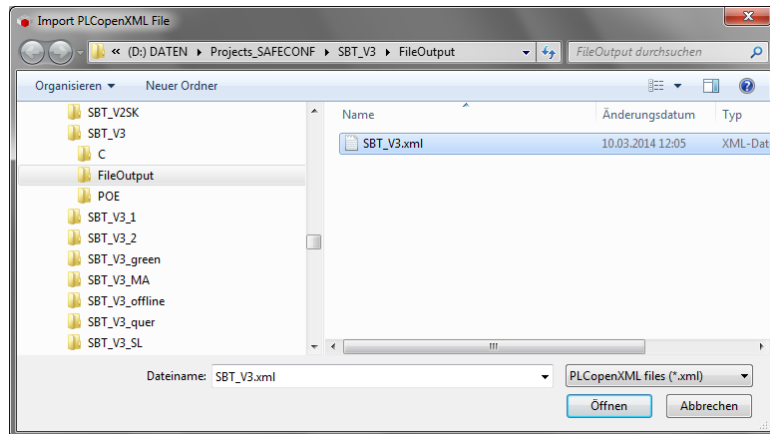 Import PLCopenXML File
« (D:) DATEN ▸ Projects_SAFECONF ▸ SBT_V3 ▸ FileOutput
FileOutput durchsuchen
Organisieren Neuer Ordner
SBT_V2SK
SBT_V3
C
FileOutput
POE
SBT_V3_1
SBT_V3_2
SBT_V3_green
SBT_V3_MA
SBT_V3_offline
SBT_V3_quer
SBT_V3_SL
Name Änderungsdatum Typ
SBT_V3.xml 10.03.2014 12:05 XML-Dat
Dateiname: SBT_V3.xml PLCopenXML files (*.xml)
Öffnen Abbrechen